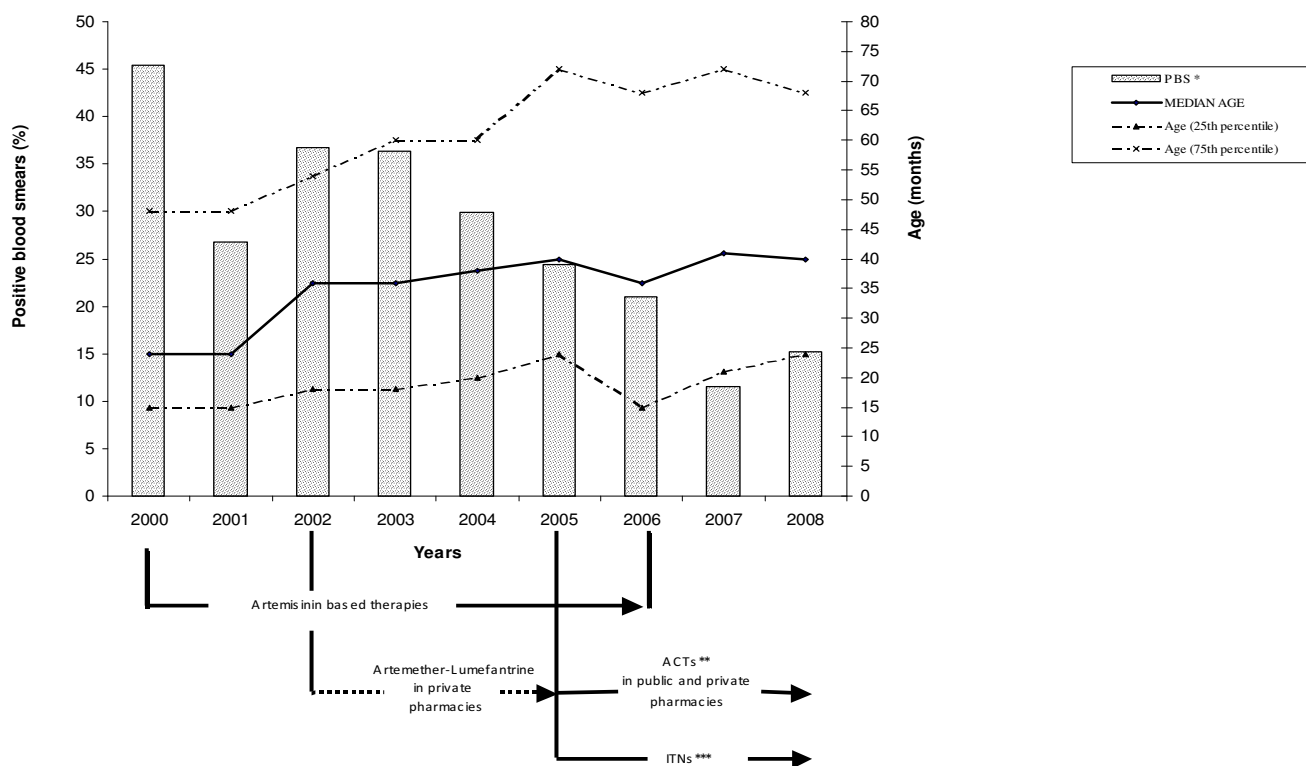 Positive blood smears (%)
50
45
40
35
30
25
20
15
10
5
0
80
75
70
65
60
55
50
45
40
35
30
25
20
15
10
5
0
Age (months)
2000 2001 2002 2003 2004 2005 2006 2007 2008
Years
PBS *
MEDIAN AGE
Age (25th percentile)
Age (75th percentile)
Artemisinin based therapies
Artemether-Lumefantrine
in private
pharmacies
ACTs **
in public and private
pharmacies
ITNs ***